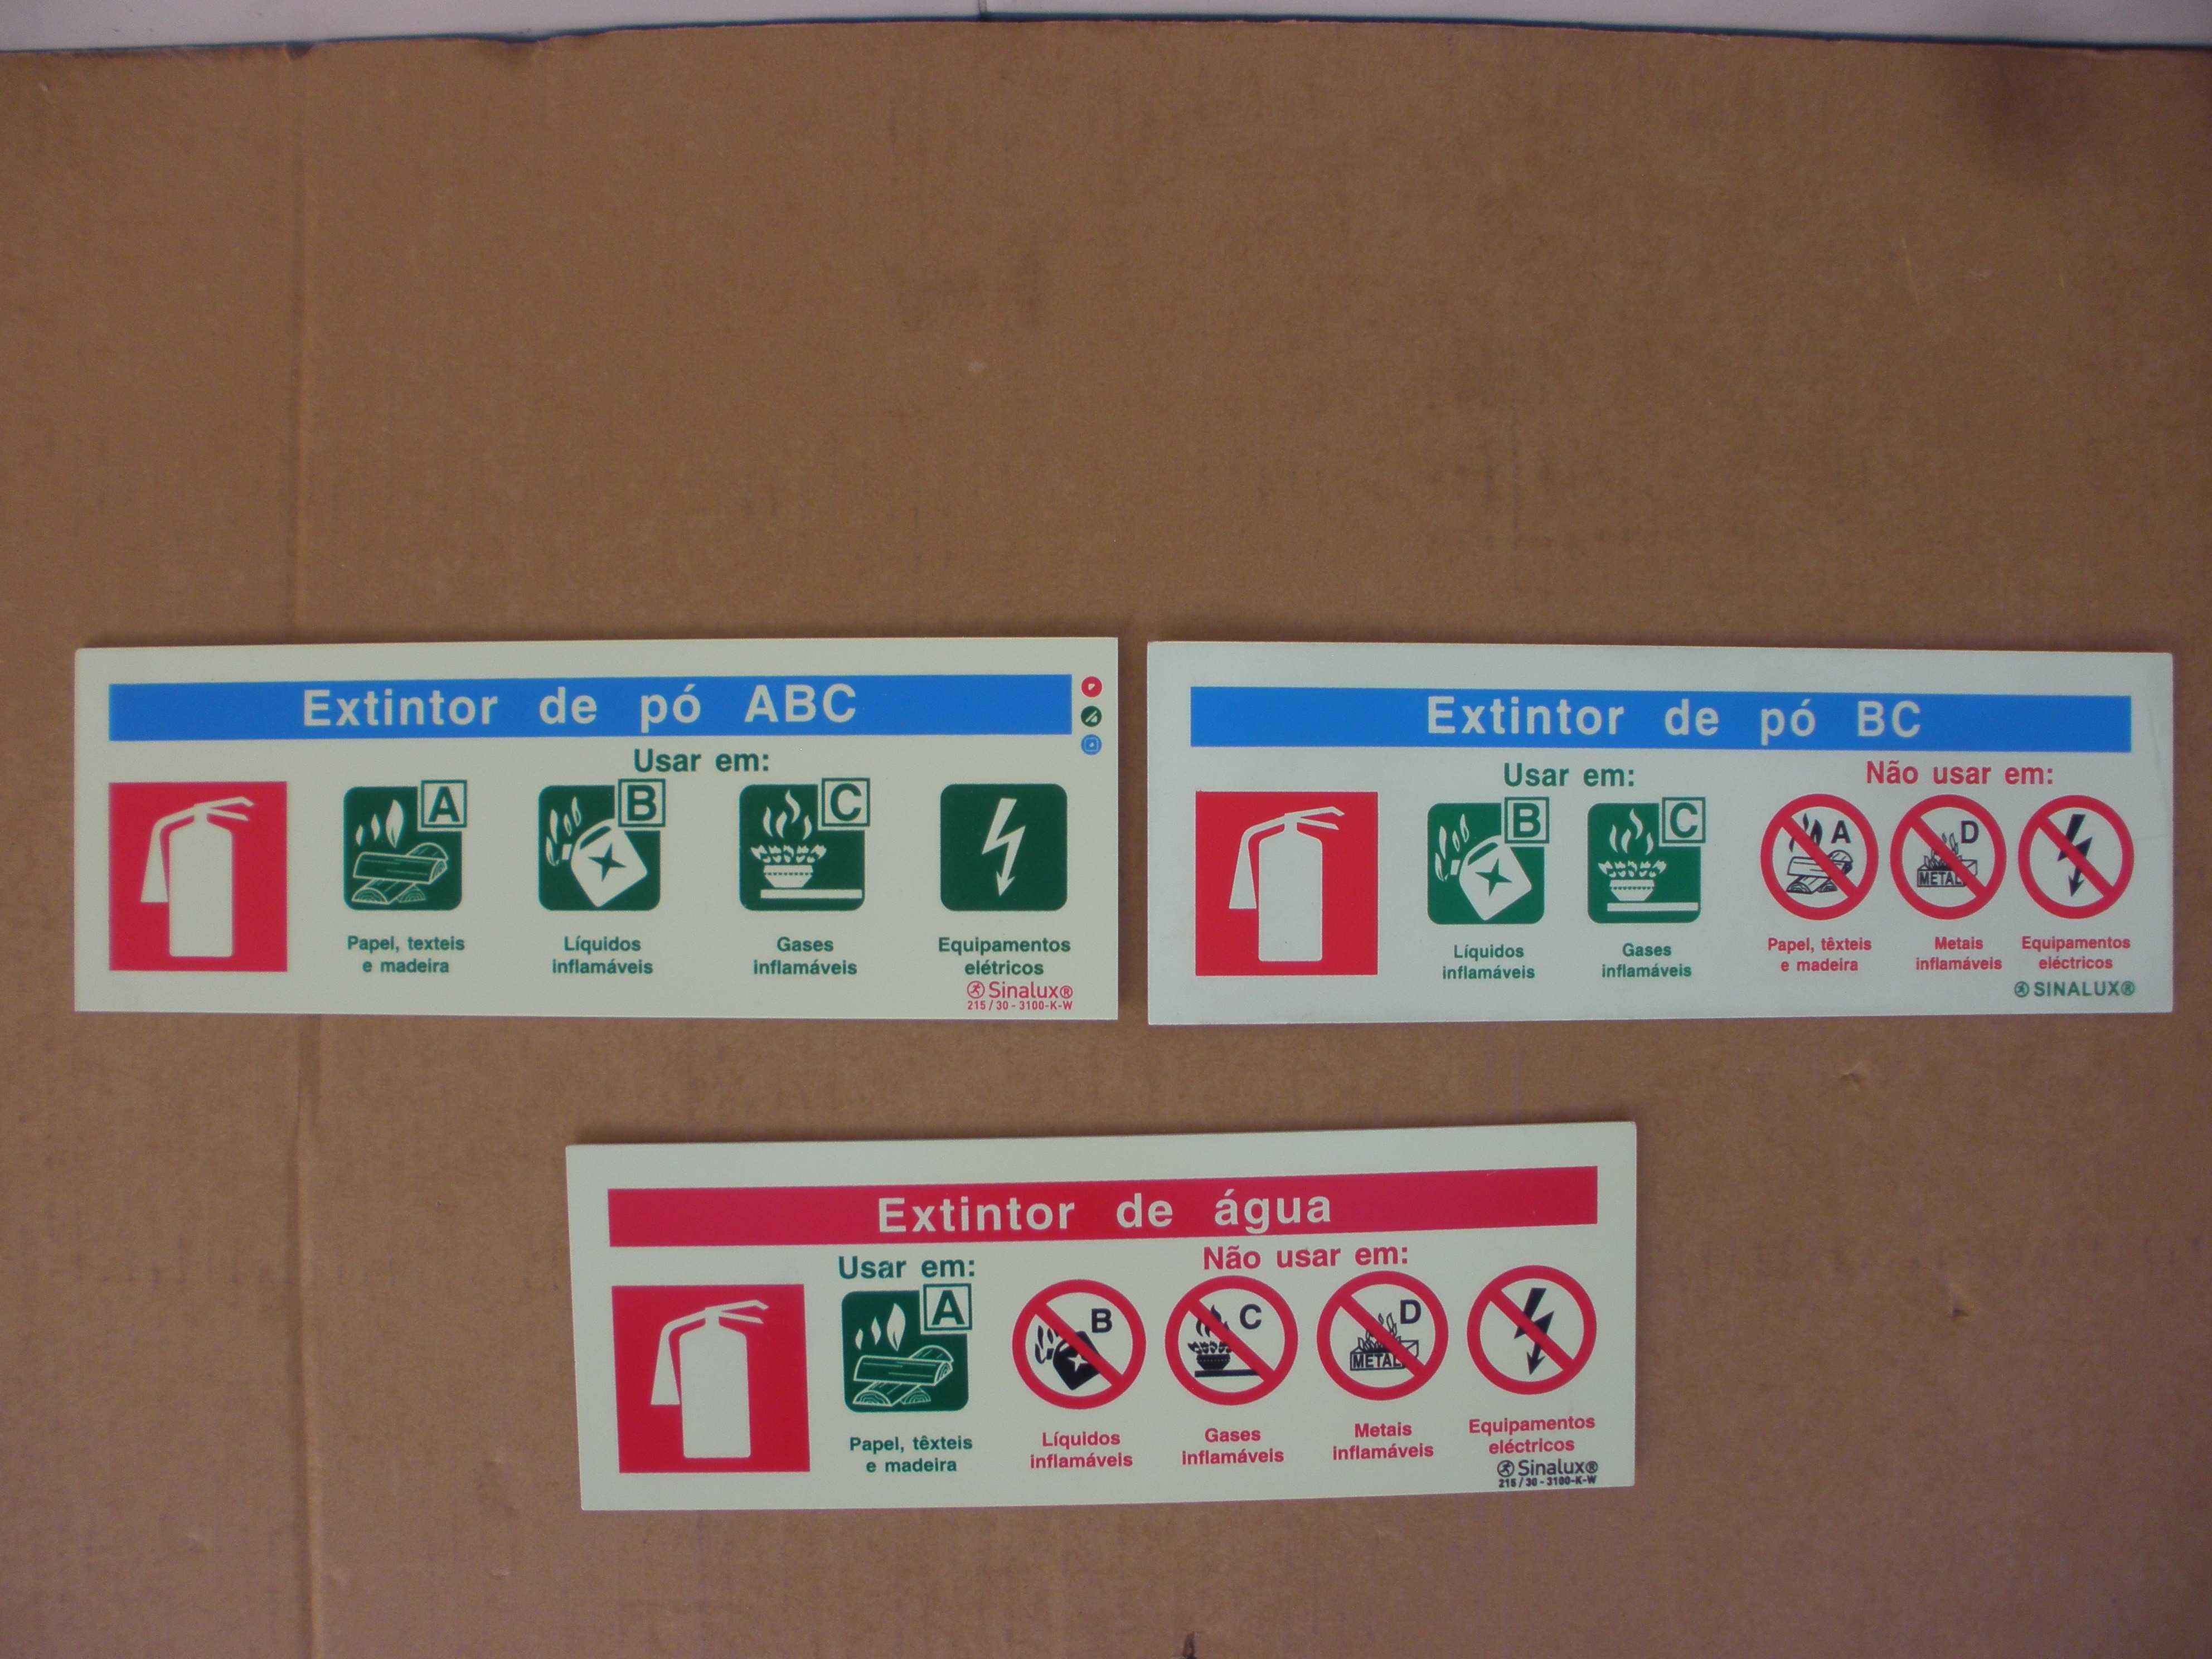 Extintor de pó ABC
Usar em:
A
B
C
Papel, texteis
e madeira
Líquidos
inflamáveis
Gases
inflamáveis
Equipamentos
elétricos
Sinalux®
215 / 30 - 3100-K-W
Extintor de pó BC
Usar em:
Não usar em:
B
C
A
D
METAL
Líquidos
inflamáveis
Gases
inflamáveis
Papel, têxteis
e madeira
Metais
inflamáveis
Equipamentos
eléctricos
SINALUX®
Extintor de água
Usar em:
Não usar em:
A
B
C
D
METAL
Papel, têxteis
e madeira
Líquidos
inflamáveis
Gases
inflamáveis
Metais
inflamáveis
Equipamentos
eléctricos
Sinalux®
215 / 30 - 3100-K-W